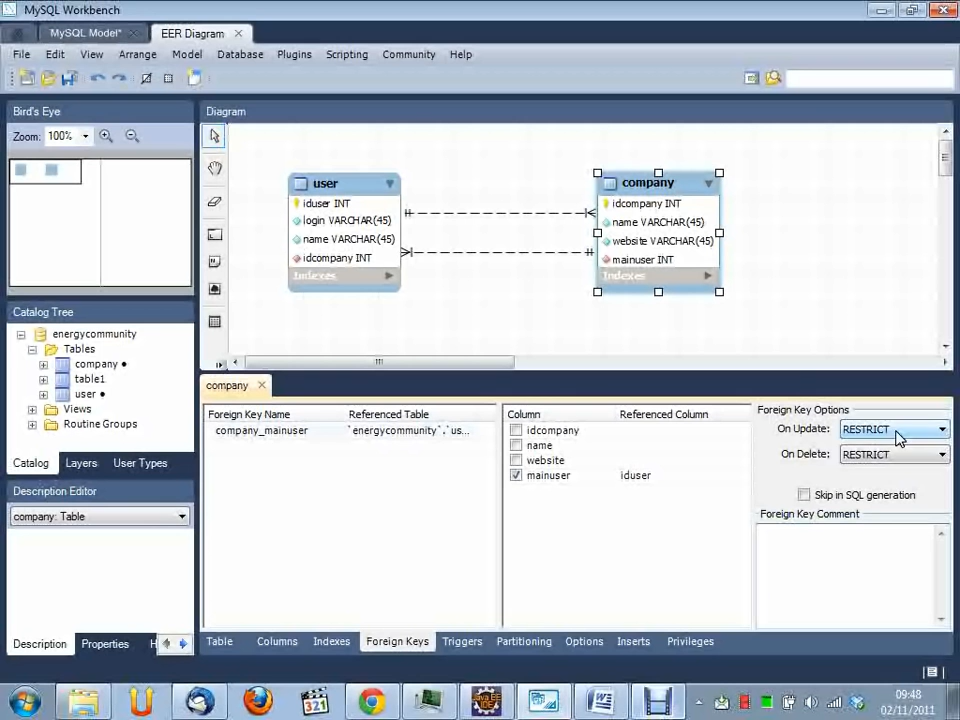 MySQL Workbench
MySQL Model*
EER Diagram
File Edit View Arrange Model Database Plugins Scripting Community Help
Bird's Eye
Zoom: 100%
Diagram
user
iduser INT
login VARCHAR(45)
name VARCHAR(45)
idcompany INT
Indexes
company
idcompany INT
name VARCHAR(45)
website VARCHAR(45)
mainuser INT
Indexes
Catalog Tree
energycommunity
Tables
company
table1
user
Views
Routine Groups
Catalog Layers User Types
Description Editor
company: Table
Description Properties H
company
Foreign Key Name Referenced Table
company_mainuser `energycommunity`.`us...
Column Referenced Column
idcompany
name
website
mainuser iduser
Foreign Key Options
On Update: RESTRICT
On Delete: RESTRICT
Skip in SQL generation
Foreign Key Comment
Table Columns Indexes Foreign Keys Triggers Partitioning Options Inserts Privileges
321
Java EE
IDE
09:48
02/11/2011